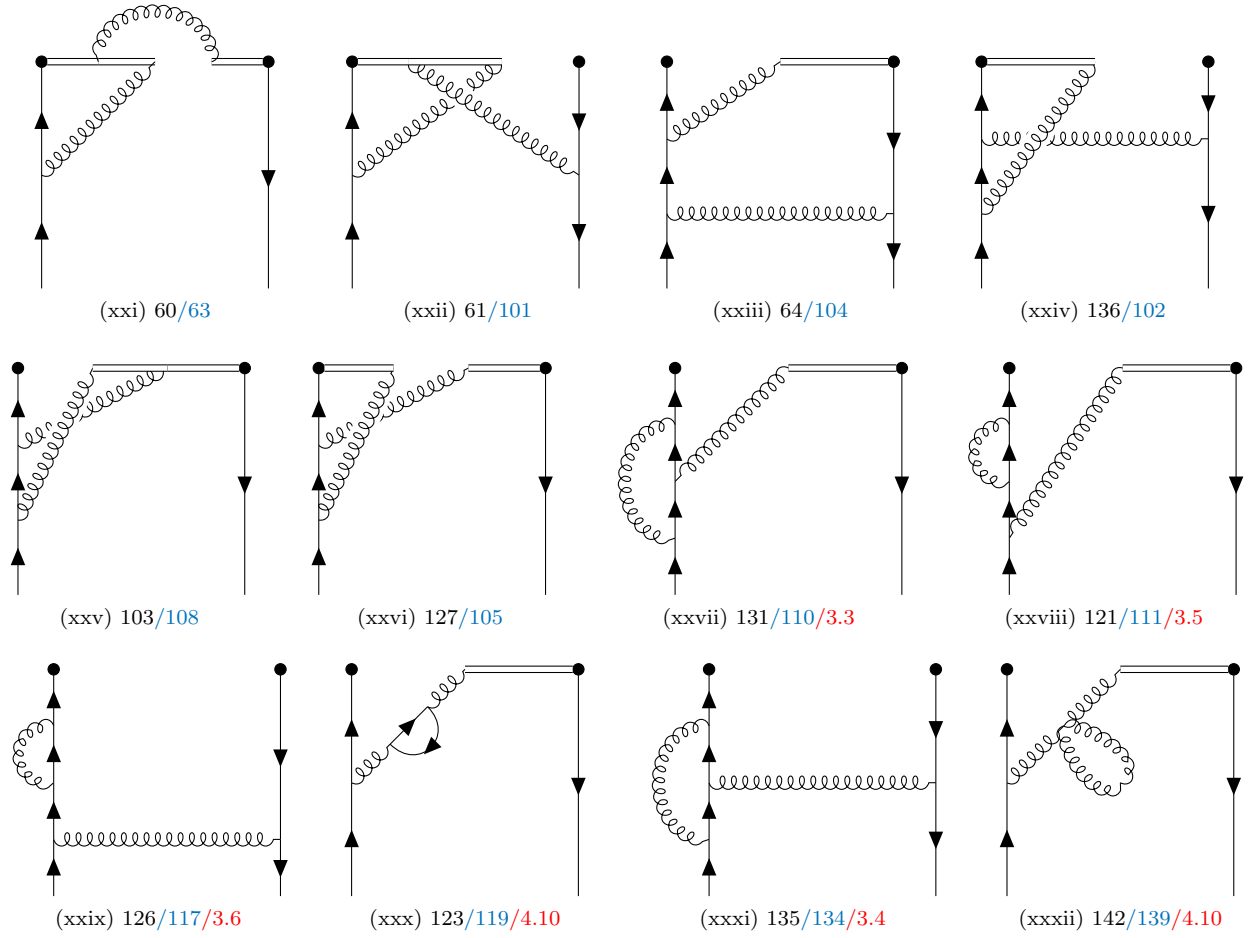 (xxi) 60/63
(xxii) 61/101
(xxiii) 64/104
(xxiv) 136/102
(xxv) 103/108
(xxvi) 127/105
(xxvii) 131/110/3.3
(xxviii) 121/111/3.5
(xxix) 126/117/3.6
(xxx) 123/119/4.10
(xxxi) 135/134/3.4
(xxxii) 142/139/4.10